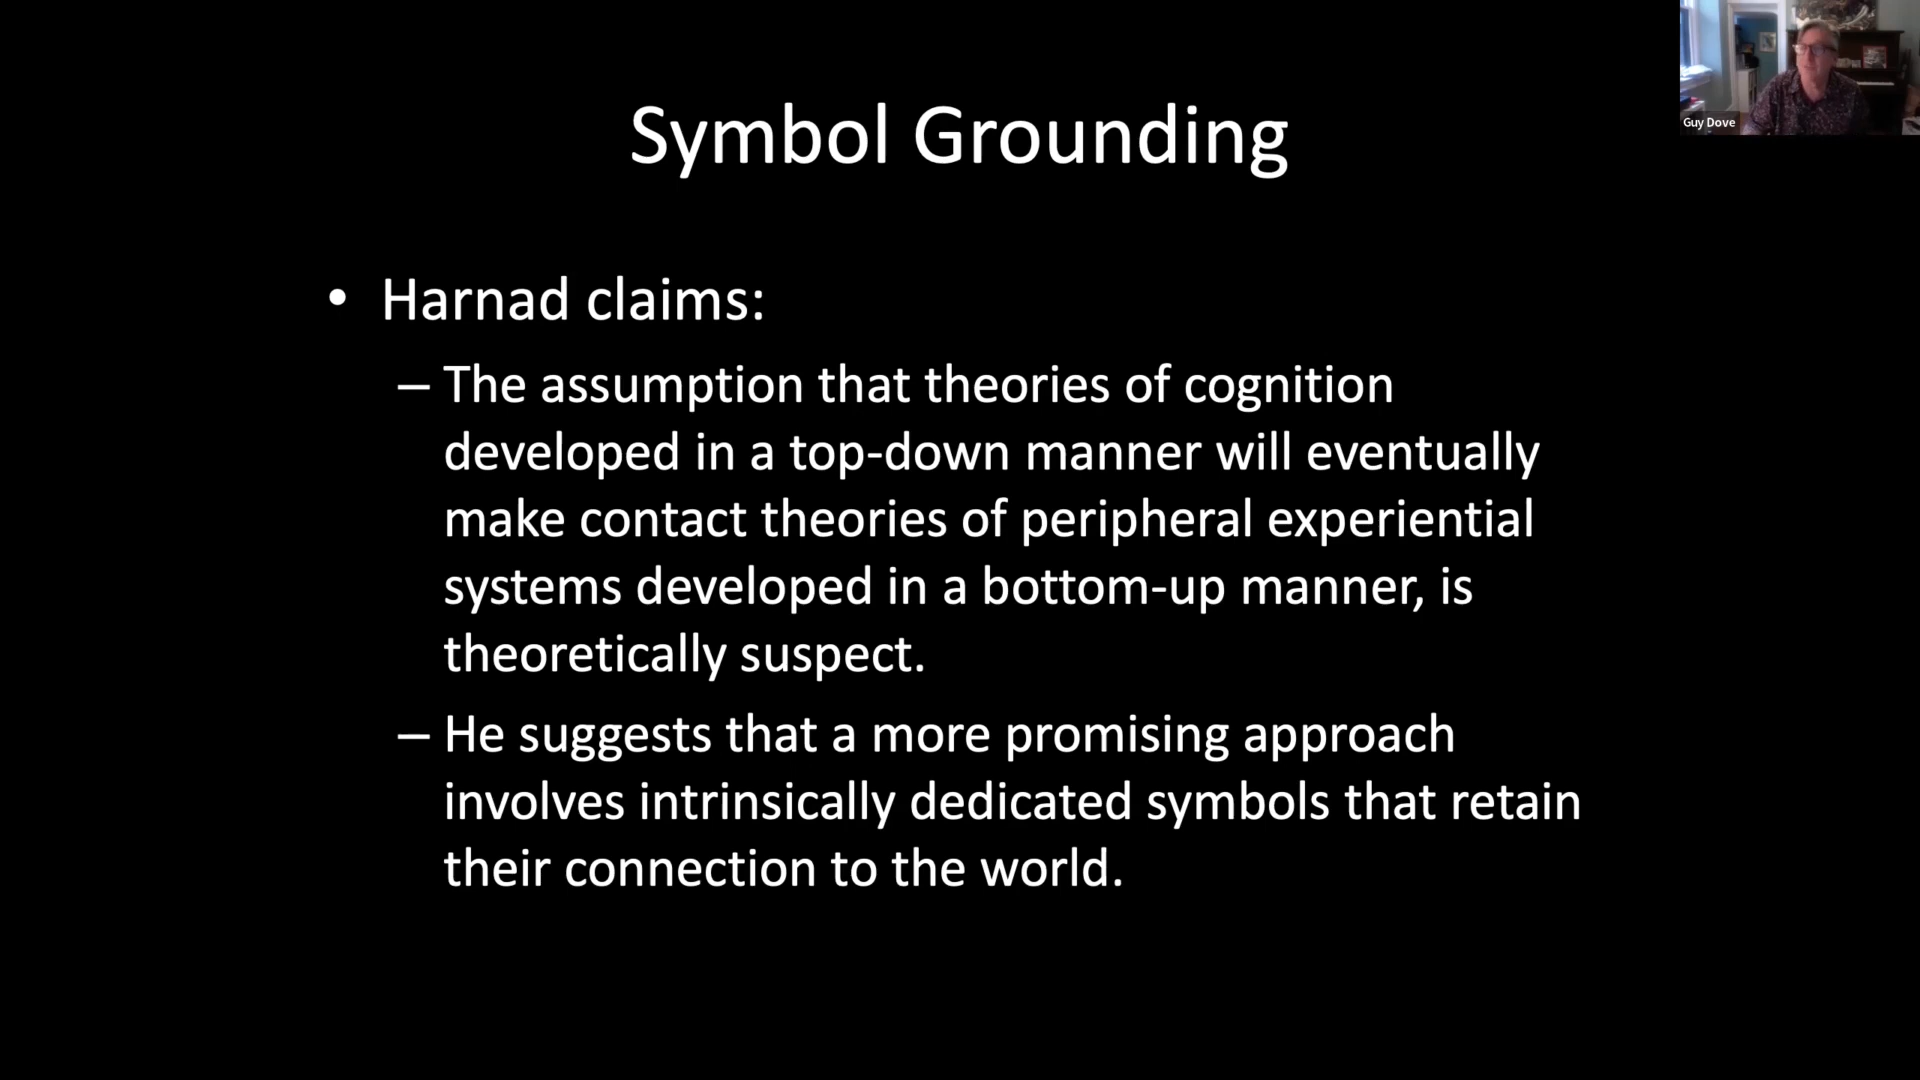 Symbol Grounding
Guy Dove
• Harnad claims:
– The assumption that theories of cognition
developed in a top-down manner will eventually
make contact theories of peripheral experiential
systems developed in a bottom-up manner, is
theoretically suspect.
– He suggests that a more promising approach
involves intrinsically dedicated symbols that retain
their connection to the world.